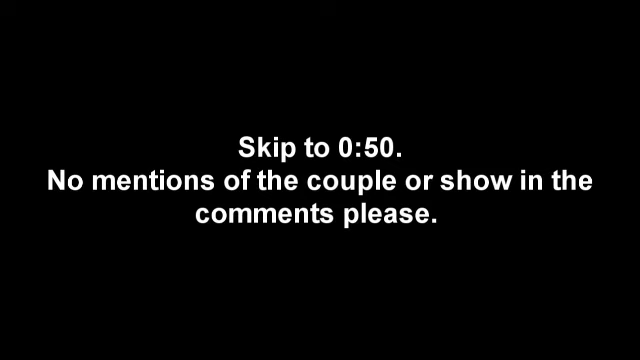 Skip to 0:50.
No mentions of the couple or show in the
comments please.